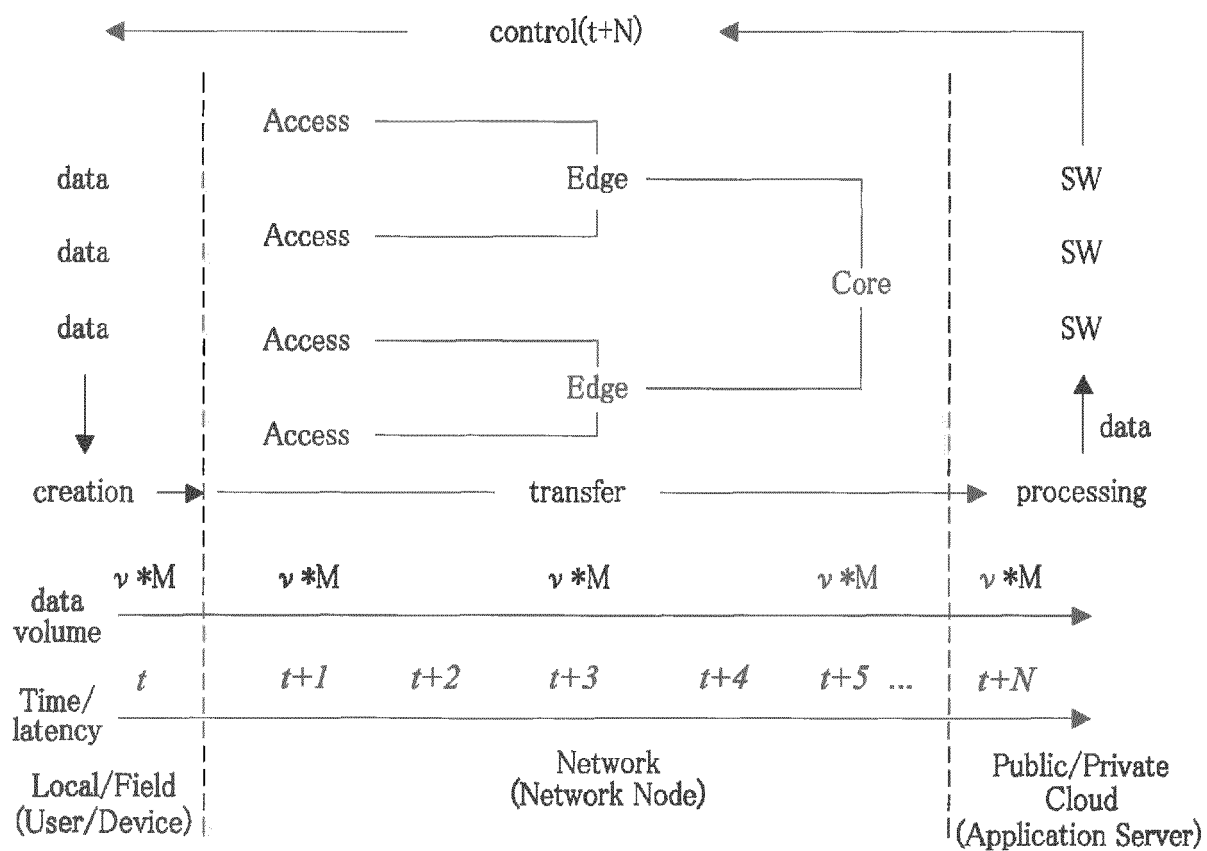 control(t+N)
Access
data Edge SW
Access
data SW
Core
data Access SW
Edge
Access data
creation transfer processing
ν *M ν *M ν *M ν *M ν *M
data
volume
t t+1 t+2 t+3 t+4 t+5 ... t+N
Time/
latency
Local/Field
(User/Device)
Network
(Network Node)
Public/Private
Cloud
(Application Server)